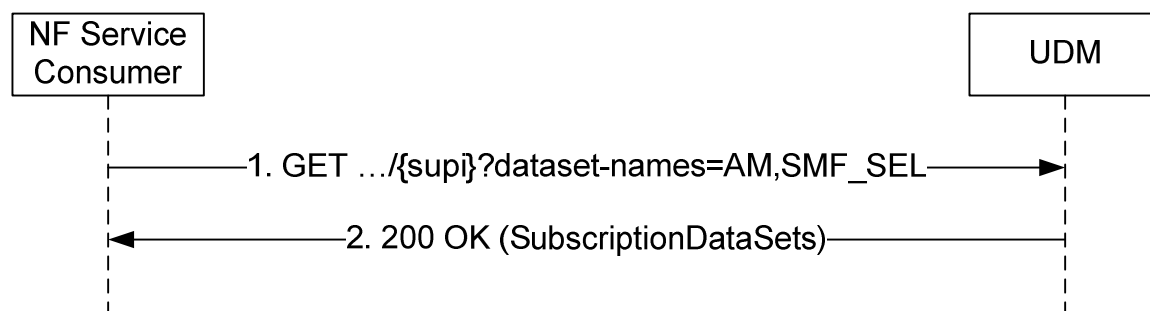 NF Service
Consumer
UDM
1. GET …/{supi}?dataset-names=AM,SMF_SEL
2. 200 OK (SubscriptionDataSets)